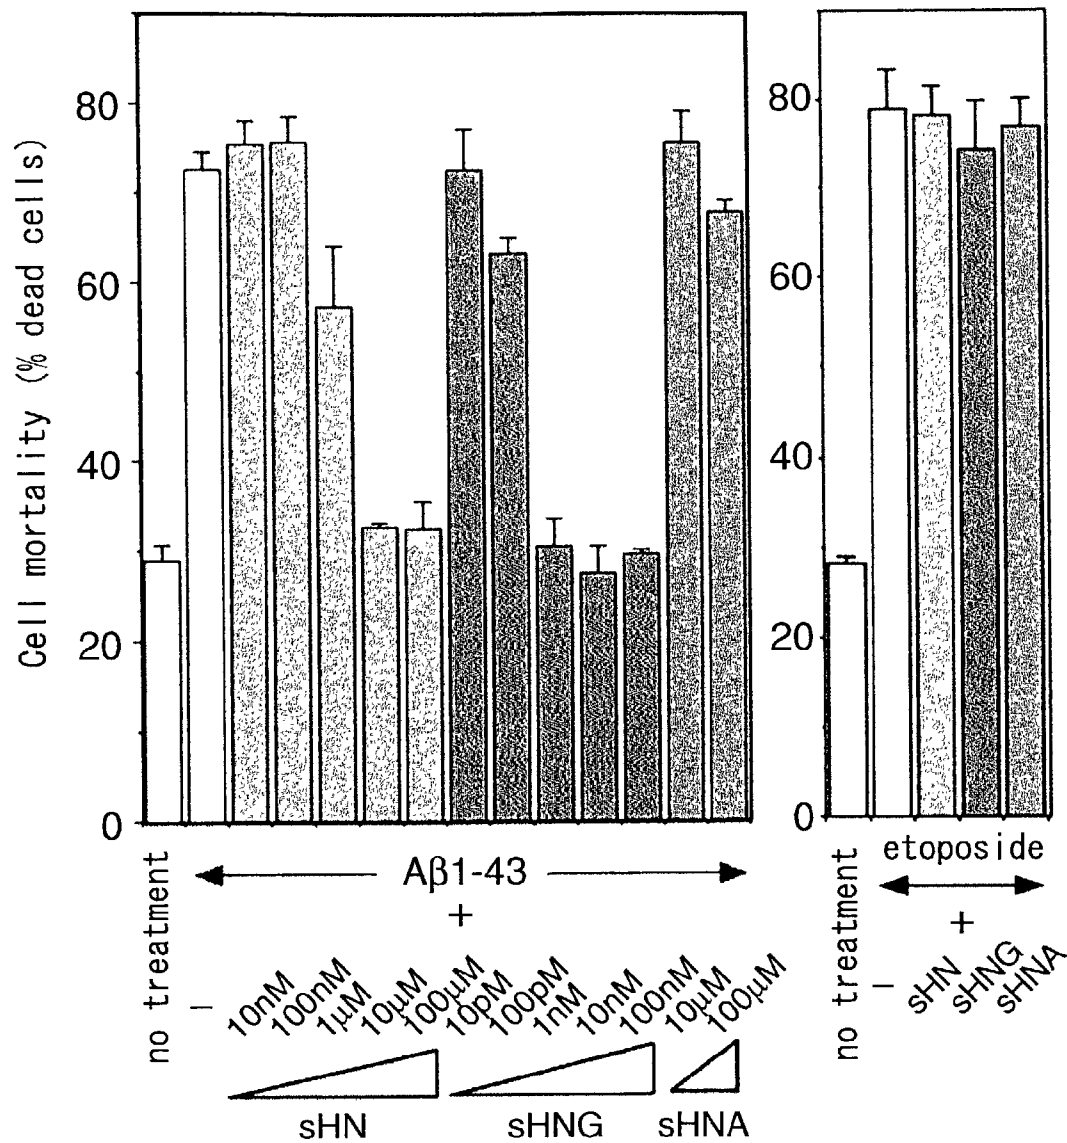 Cell mortality (% dead cells)
80
60
40
20
0
no treatment
–
Aβ1-43
+
10nM
100nM
1μM
10μM
100μM
10pM
100pM
1nM
10nM
100nM
10μM
100μM
sHN
sHNG
sHNA
80
60
40
20
0
no treatment
–
etoposide
+
sHN
sHNG
sHNA